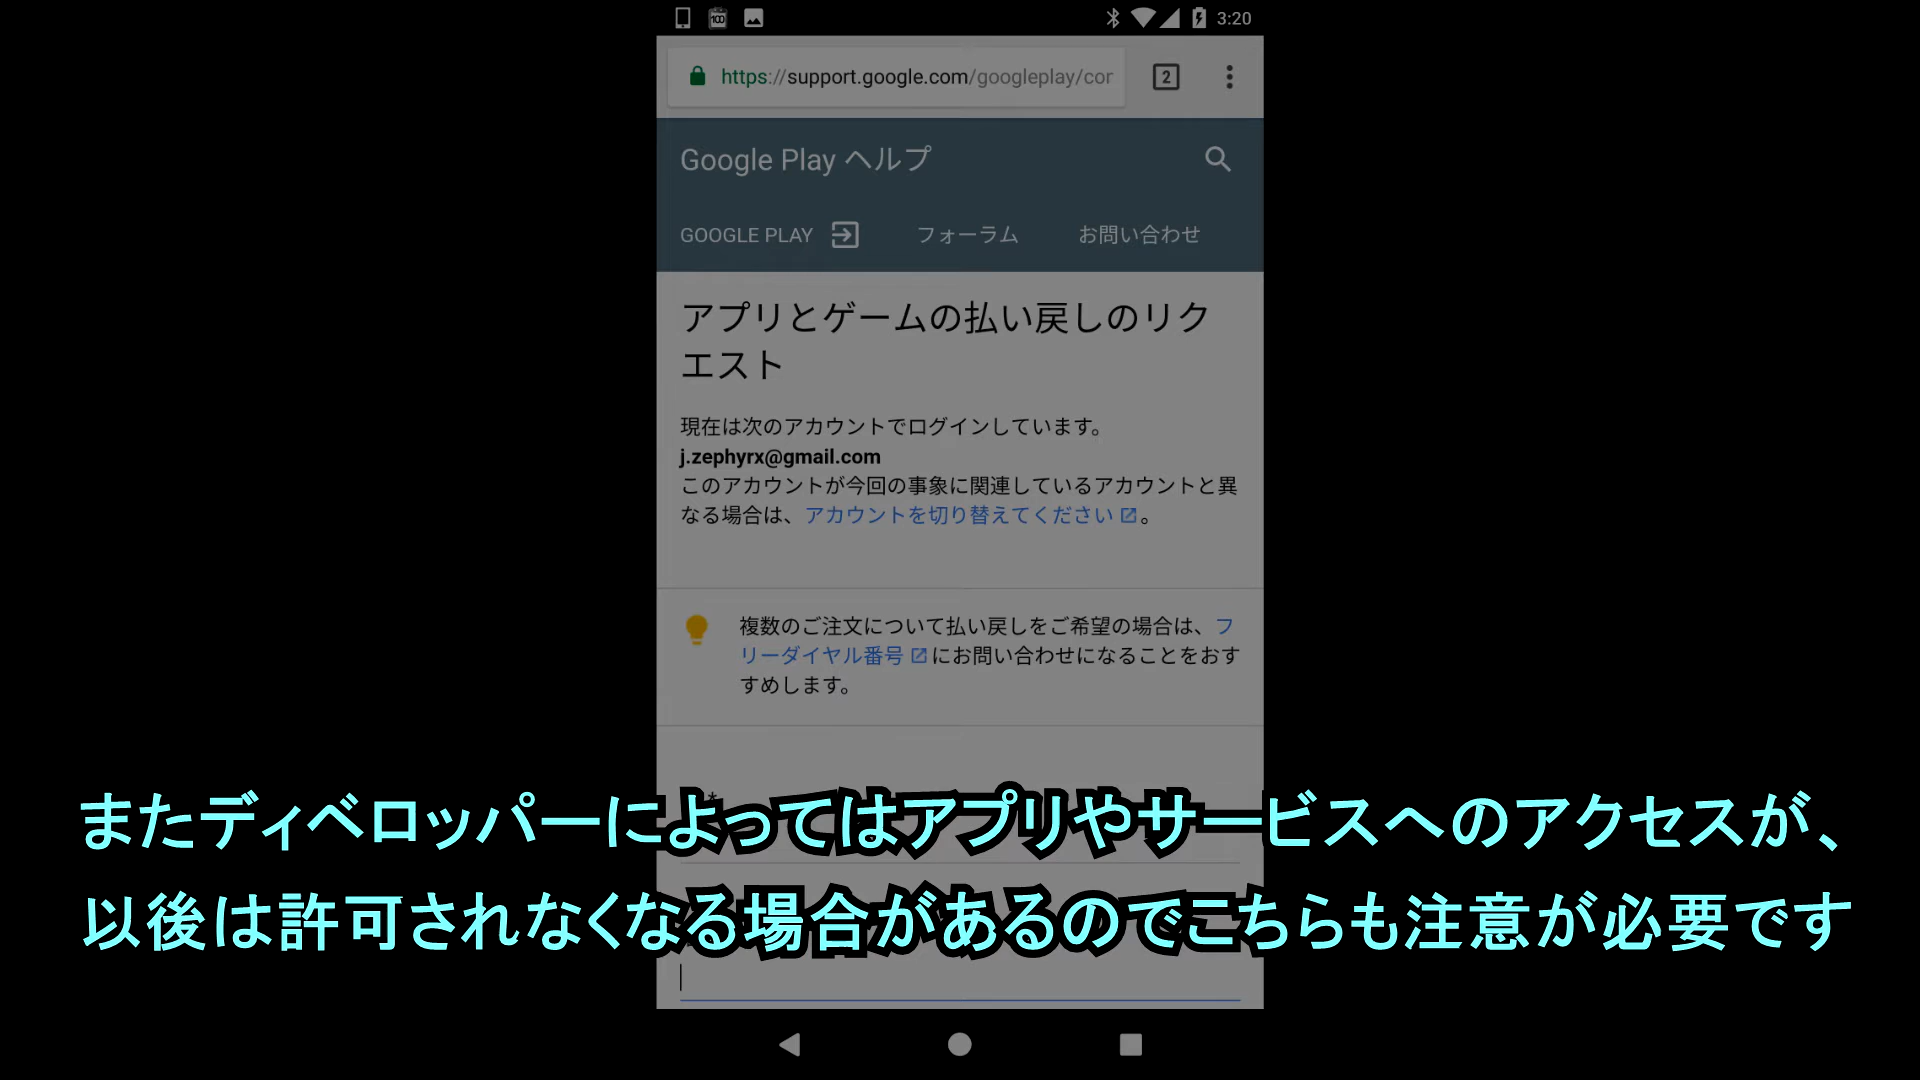 100
3:20
https://support.google.com/googleplay/cor
2
Google Play ヘルプ
GOOGLE PLAY フォーラム お問い合わせ
アプリとゲームの払い戻しのリク
エスト
現在は次のアカウントでログインしています。
j.zephyrx@gmail.com
このアカウントが今回の事象に関連しているアカウントと異
なる場合は、アカウントを切り替えてください。
複数のご注文について払い戻しをご希望の場合は、フ
リーダイヤル番号にお問い合わせになることをおす
すめします。
またディベロッパーによってはアプリやサービスへのアクセスが、
以後は許可されなくなる場合があるのでこちらも注意が必要です